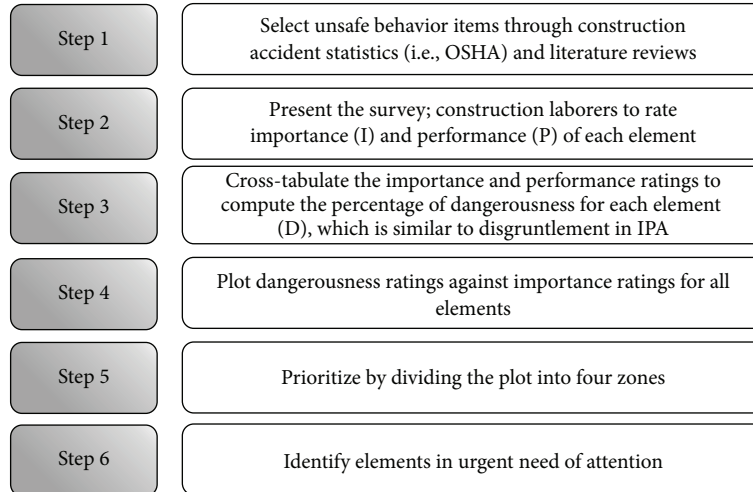 Step 1
Select unsafe behavior items through construction
accident statistics (i.e., OSHA) and literature reviews
Step 2
Present the survey; construction laborers to rate
importance (I) and performance (P) of each element
Step 3
Cross-tabulate the importance and performance ratings to
compute the percentage of dangerousness for each element
(D), which is similar to disgruntlement in IPA
Step 4
Plot dangerousness ratings against importance ratings for all
elements
Step 5
Prioritize by dividing the plot into four zones
Step 6
Identify elements in urgent need of attention